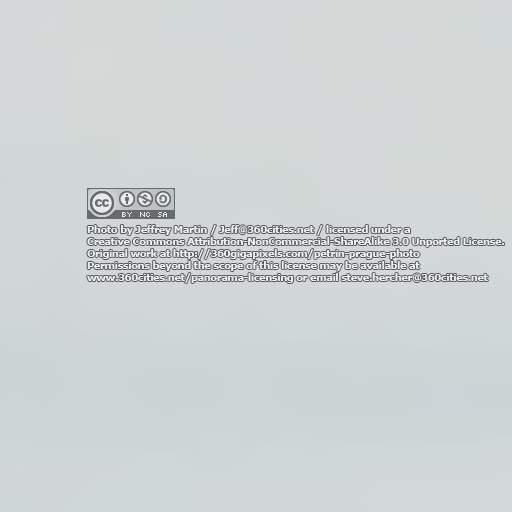 cc
BY NC SA
Photo by Jeffrey Martin / Jeff@360cities.net / licensed under a
Creative Commons Attribution-NonCommercial-ShareAlike 3.0 Unported License.
Original work at http://360gigapixels.com/petrin-prague-photo
Permissions beyond the scope of this license may be available at
www.360cities.net/panorama-licensing or email steve.hercher@360cities.net